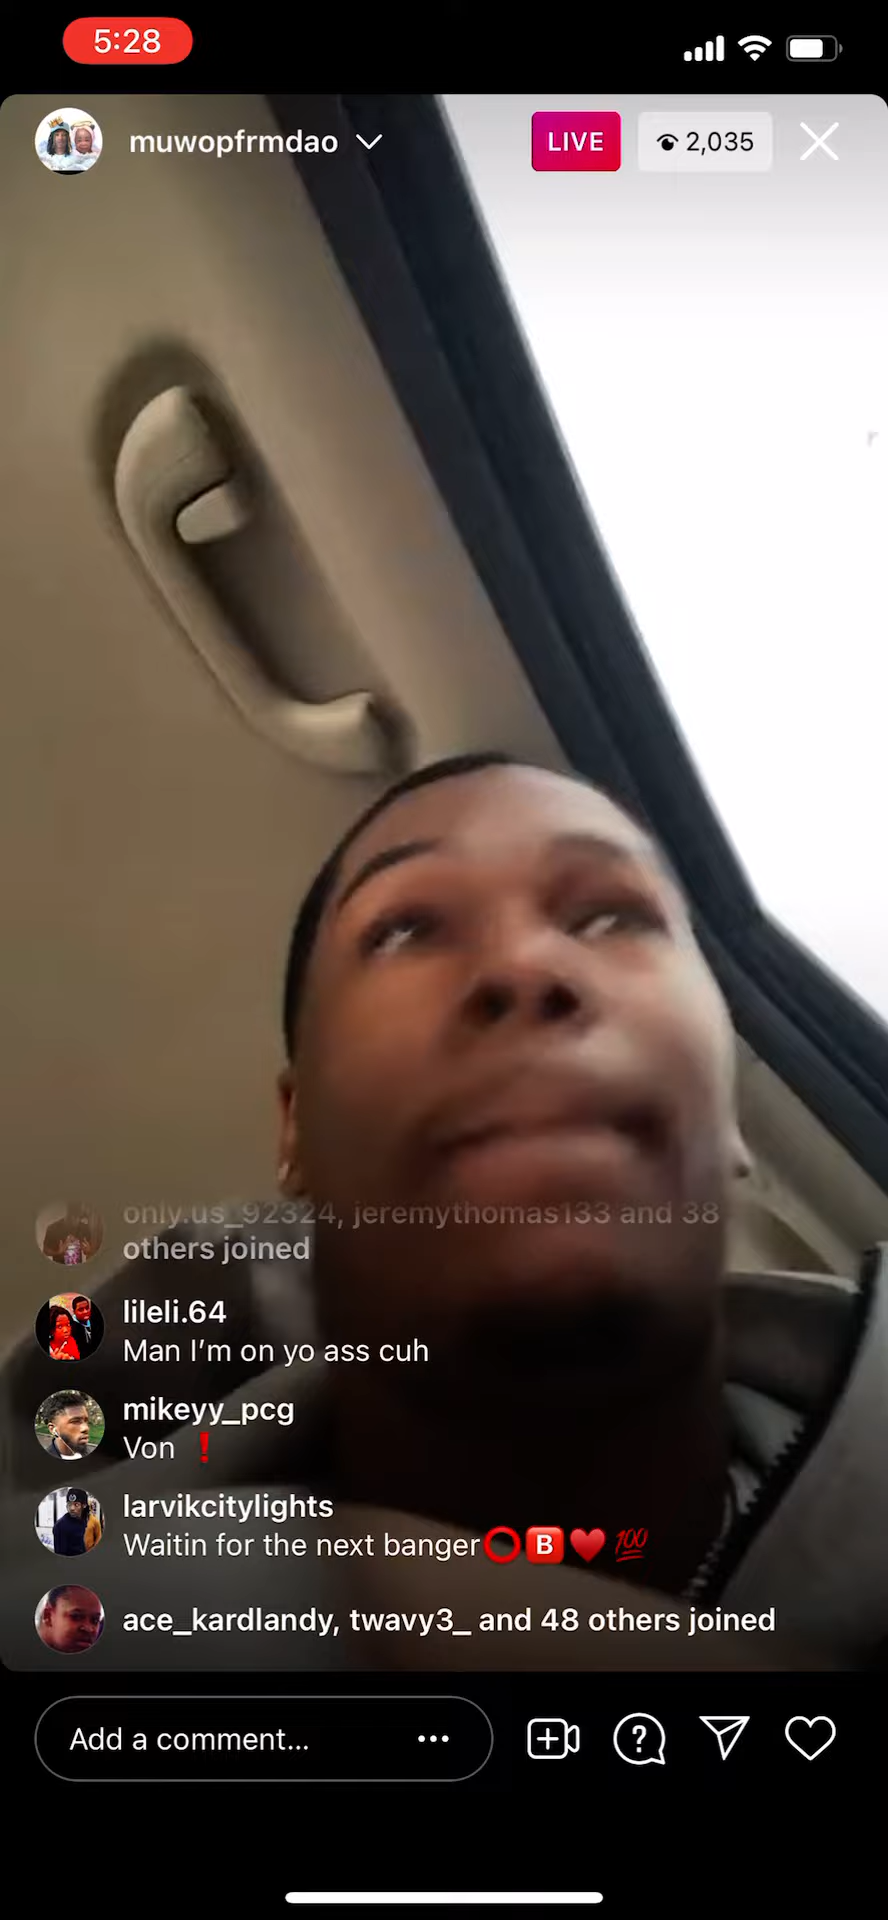 5:28
muwopfrmdao
LIVE
2,035
only.us_92324, jeremythomas133 and 38
others joined
lileli.64
Man I'm on yo ass cuh
mikeyy_pcg
Von ❗
larvikcitylights
Waitin for the next banger⭕🅱️♥️💯
ace_kardlandy, twavy3_ and 48 others joined
Add a comment...